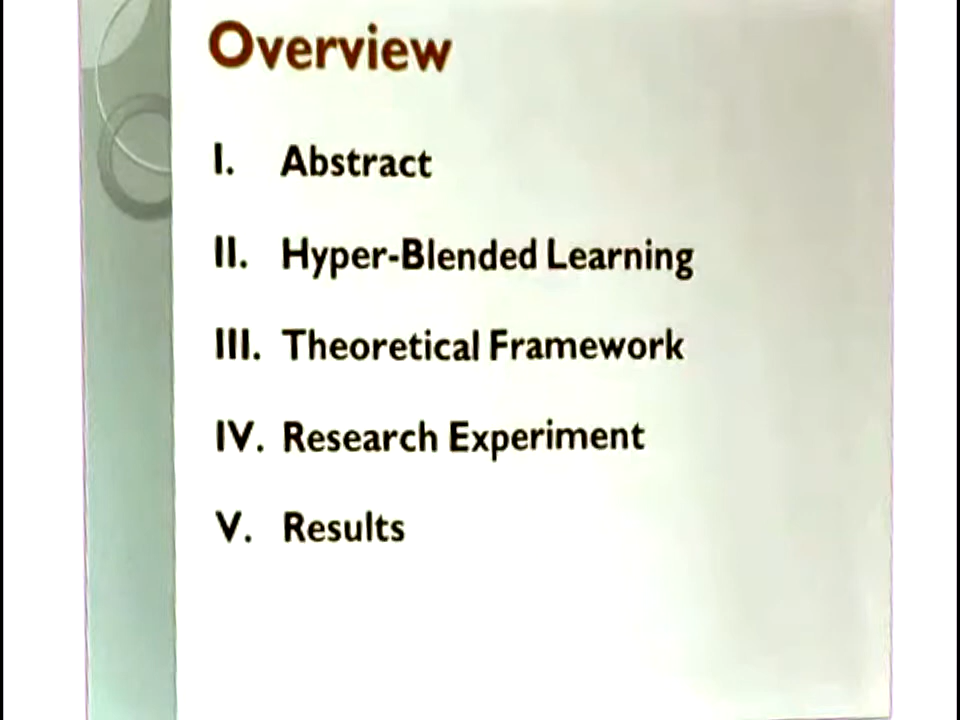 Overview
I. Abstract
II. Hyper-Blended Learning
III. Theoretical Framework
IV. Research Experiment
V. Results